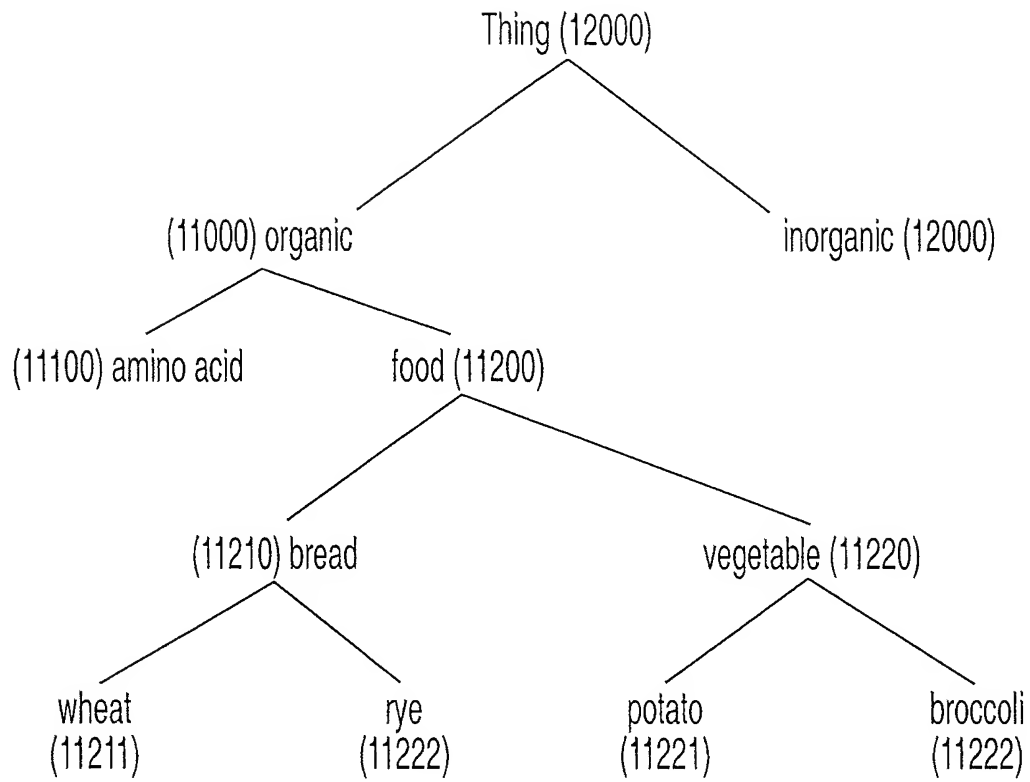 Thing (12000)
(11000) organic
inorganic (12000)
(11100) amino acid
food (11200)
(11210) bread
vegetable (11220)
wheat
(11211)
rye
(11222)
potato
(11221)
broccoli
(11222)